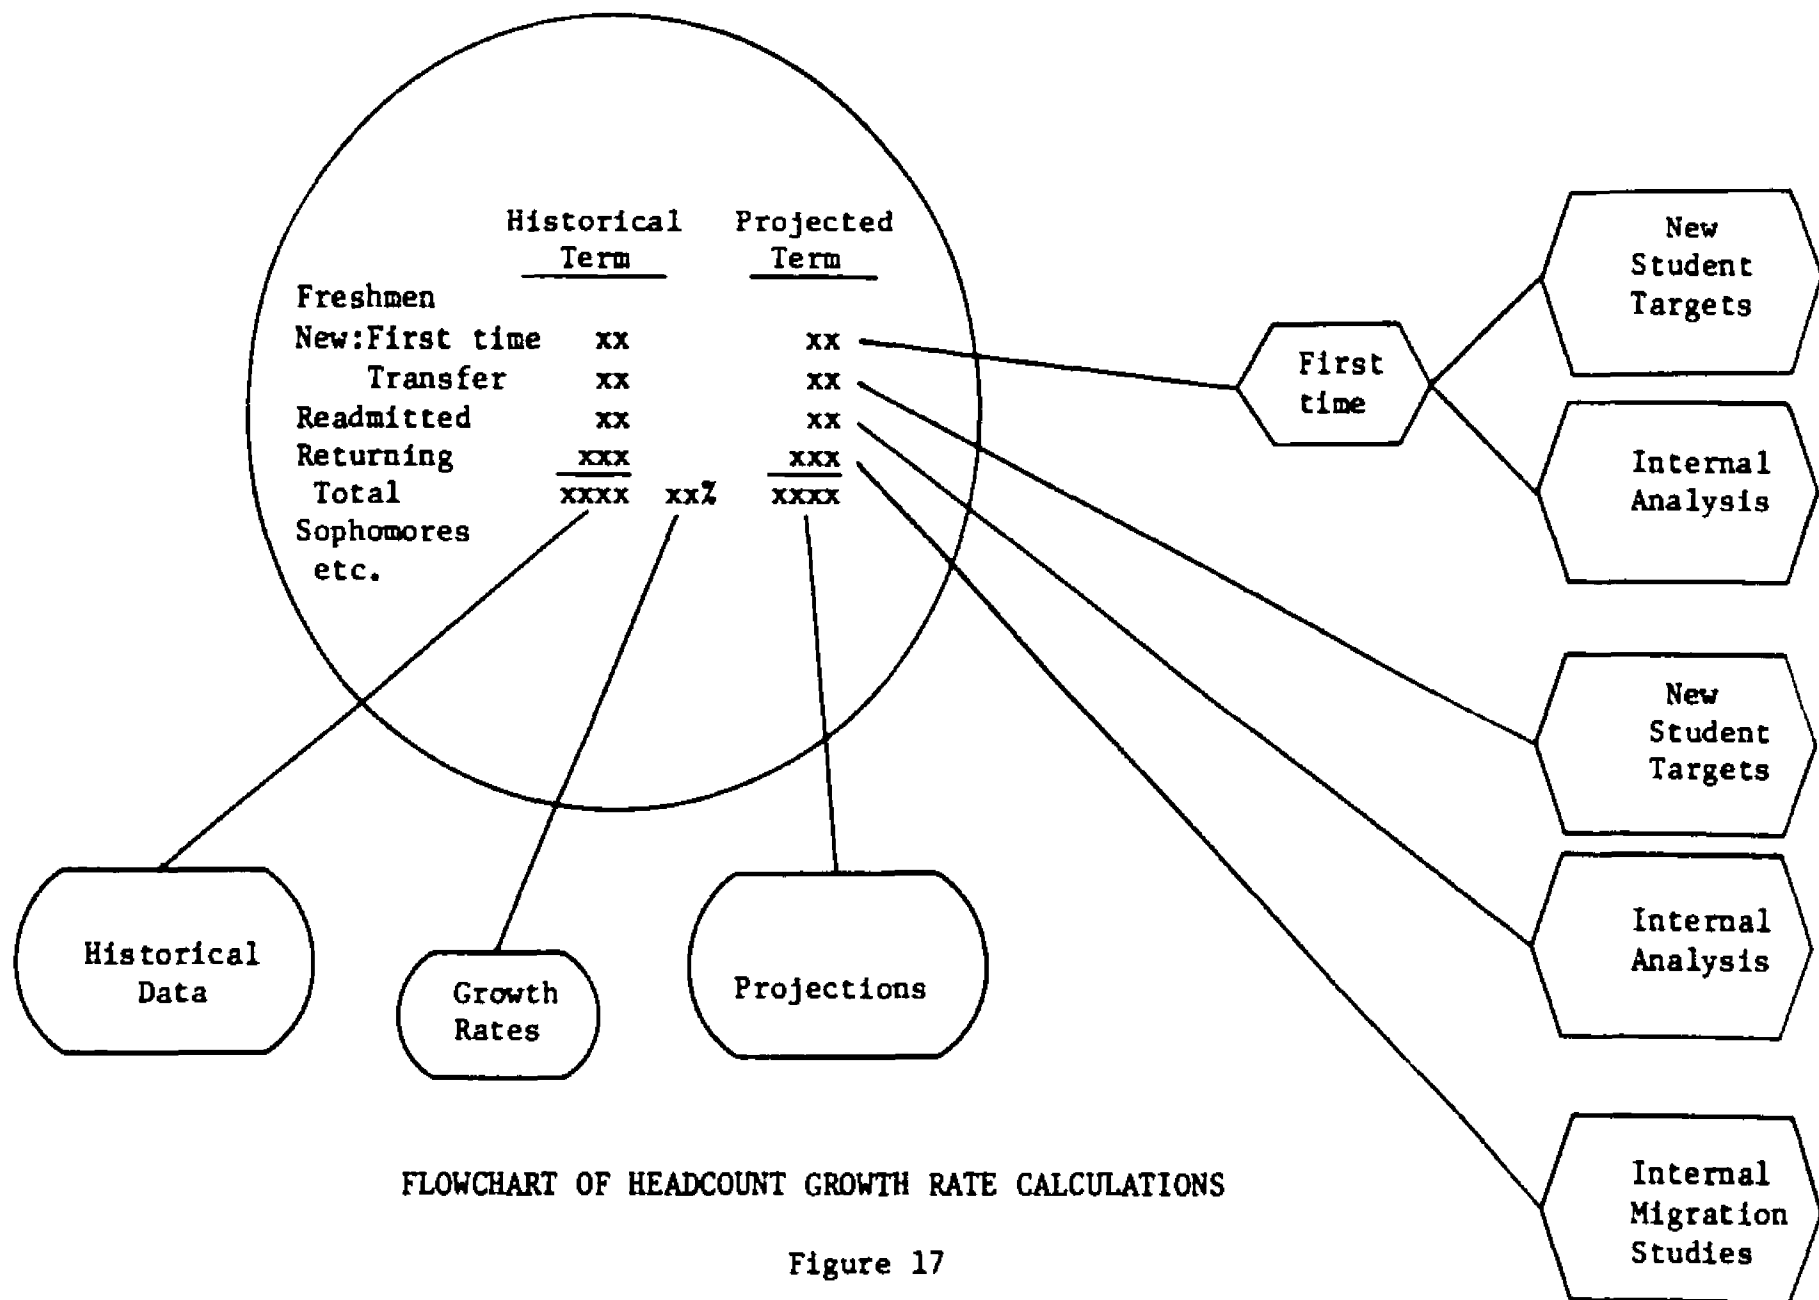 Historical Projected
Term Term
Freshmen
New:First time xx xx
Transfer xx xx
Readmitted xx xx
Returning xxx xxx
Total xxxx xx% xxxx
Sophomores
etc.
First
time
New
Student
Targets
Internal
Analysis
New
Student
Targets
Internal
Analysis
Internal
Migration
Studies
Historical
Data
Growth
Rates
Projections
FLOWCHART OF HEADCOUNT GROWTH RATE CALCULATIONS
Figure 17